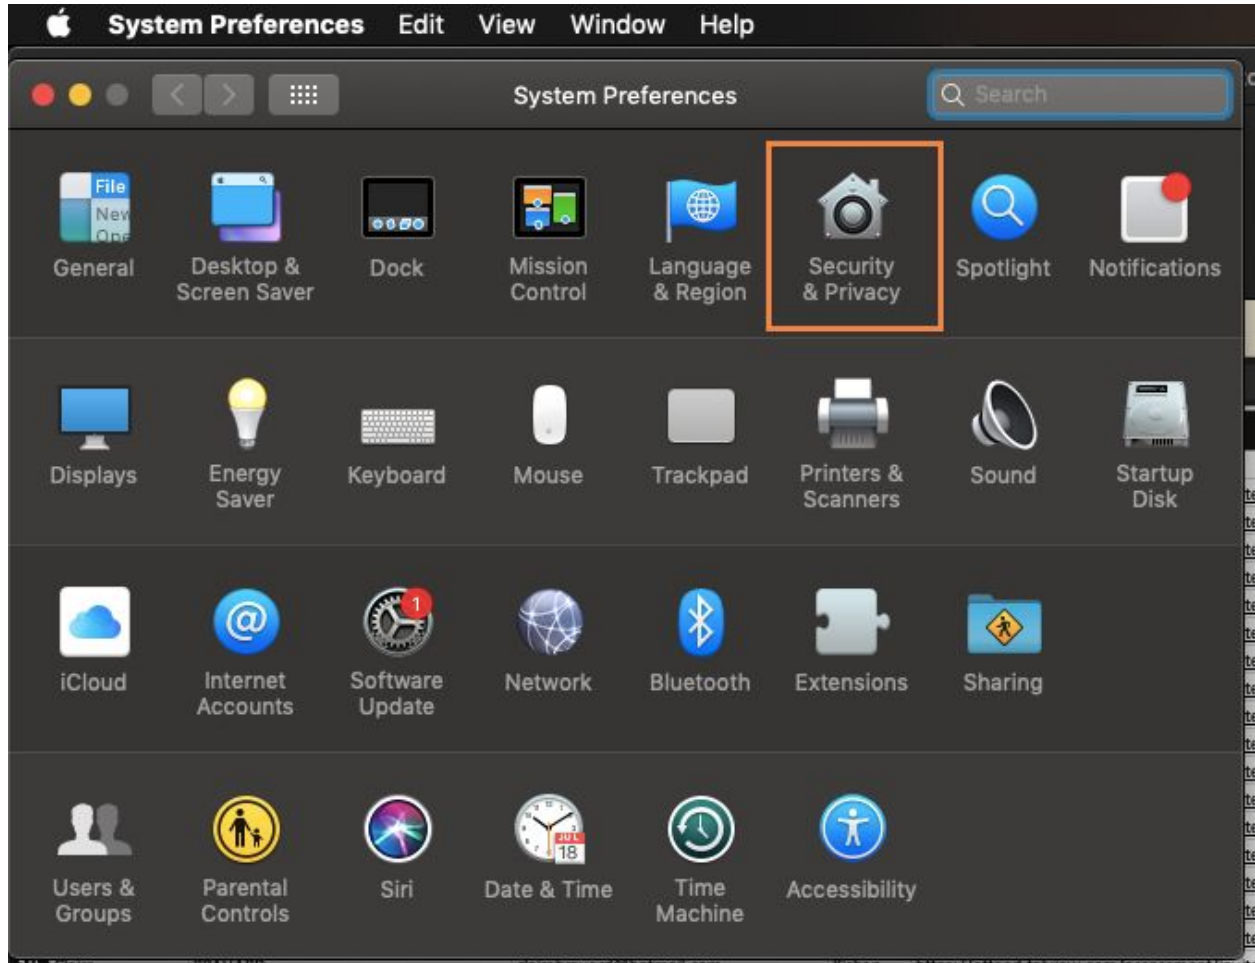 System Preferences Edit View Window Help
System Preferences
Search
File
New
Ope
General
Desktop &
Screen Saver
Dock
Mission
Control
Language
& Region
Security
& Privacy
Spotlight
Notifications
Displays
Energy
Saver
Keyboard
Mouse
Trackpad
Printers &
Scanners
Sound
Startup
Disk
iCloud
Internet
Accounts
1
Software
Update
Network
Bluetooth
Extensions
Sharing
Users &
Groups
Parental
Controls
Siri
JUL
18
Date & Time
Time
Machine
Accessibility